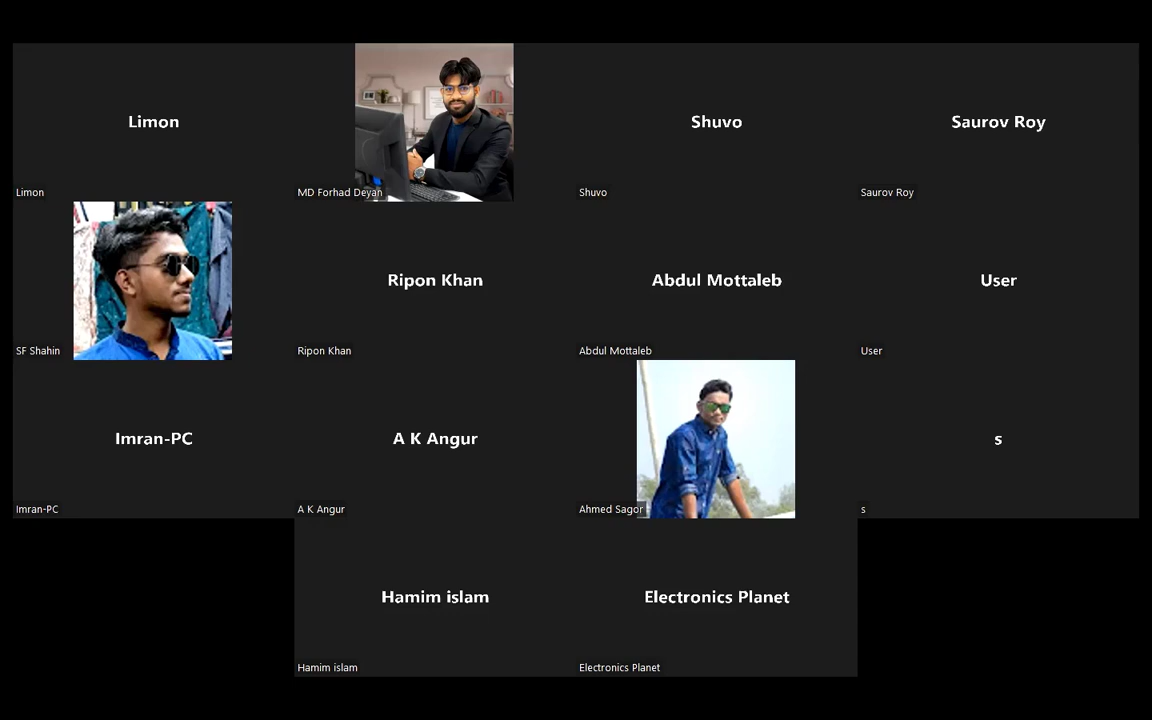 Limon
Shuvo
Saurov Roy
Limon
MD Forhad Deyan
Shuvo
Saurov Roy
Ripon Khan
Abdul Mottaleb
User
SF Shahin
Ripon Khan
Abdul Mottaleb
User
Imran-PC
A K Angur
s
Imran-PC
A K Angur
Ahmed Sagor
s
Hamim islam
Electronics Planet
Hamim islam
Electronics Planet